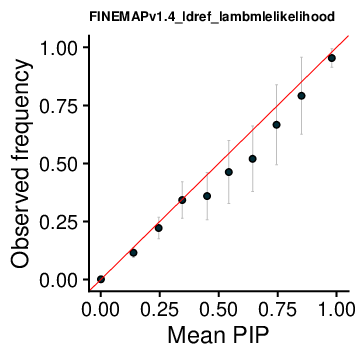 FINEMAPv1.4_ldref_lambmlelikelihood
Observed frequency
1.00
0.75
0.50
0.25
0.00
0.00 0.25 0.50 0.75 1.00
Mean PIP